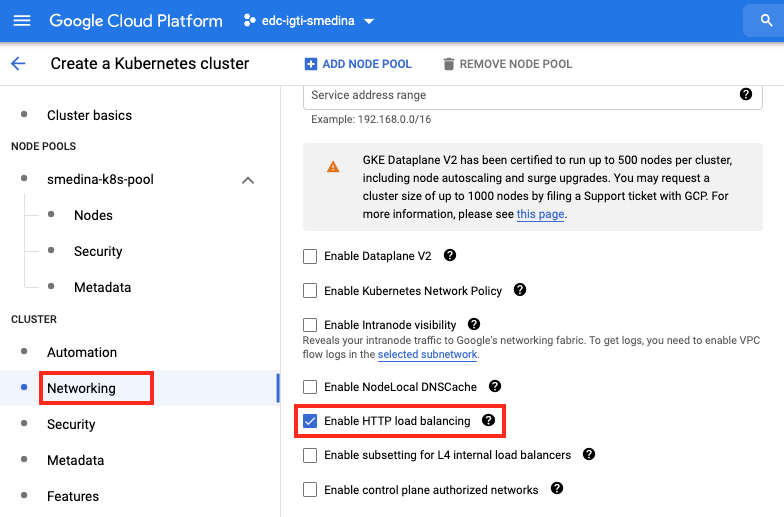 Google Cloud Platform
edc-igti-smedina
Create a Kubernetes cluster
ADD NODE POOL
REMOVE NODE POOL
Cluster basics
NODE POOLS
smedina-k8s-pool
Nodes
Security
Metadata
CLUSTER
Automation
Networking
Security
Metadata
Features
Service address range
Example: 192.168.0.0/16
GKE Dataplane V2 has been certified to run up to 500 nodes per cluster,
including node autoscaling and surge upgrades. You may request a
cluster size of up to 1000 nodes by filing a Support ticket with GCP. For
more information, please see this page.
Enable Dataplane V2
Enable Kubernetes Network Policy
Enable Intranode visibility
Reveals your intranode traffic to Google's networking fabric. To get logs, you need to enable VPC
flow logs in the selected subnetwork.
Enable NodeLocal DNSCache
Enable HTTP load balancing
Enable subsetting for L4 internal load balancers
Enable control plane authorized networks